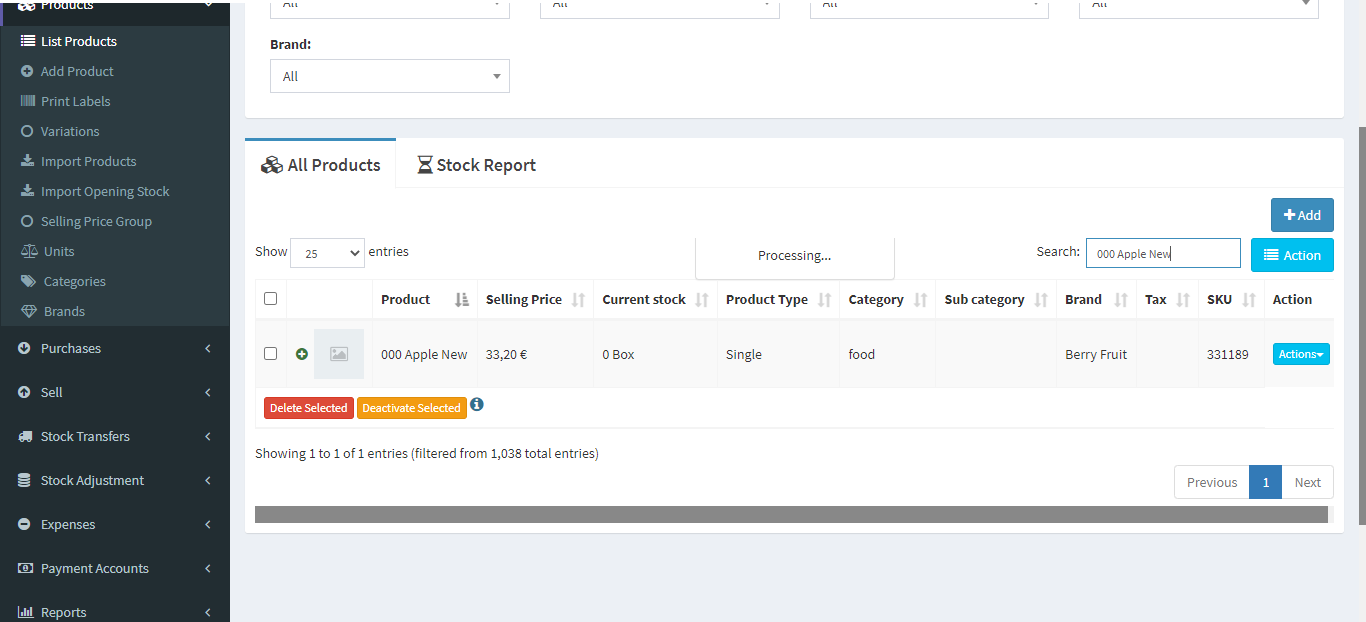 Products
All All All All
List Products
Brand:
Add Product
All
Print Labels
Variations
Import Products
All Products Stock Report
Import Opening Stock
Selling Price Group
Add
Units
Show 25 entries
Processing...
Search: 000 Apple New
Action
Categories
Product Selling Price Current stock Product Type Category Sub category Brand Tax SKU Action
Brands
Purchases
000 Apple New 33,20 € 0 Box Single food Berry Fruit 331189 Actions
Sell
Delete Selected Deactivate Selected
Stock Transfers
Showing 1 to 1 of 1 entries (filtered from 1,038 total entries)
Stock Adjustment
Previous 1 Next
Expenses
Payment Accounts
Reports